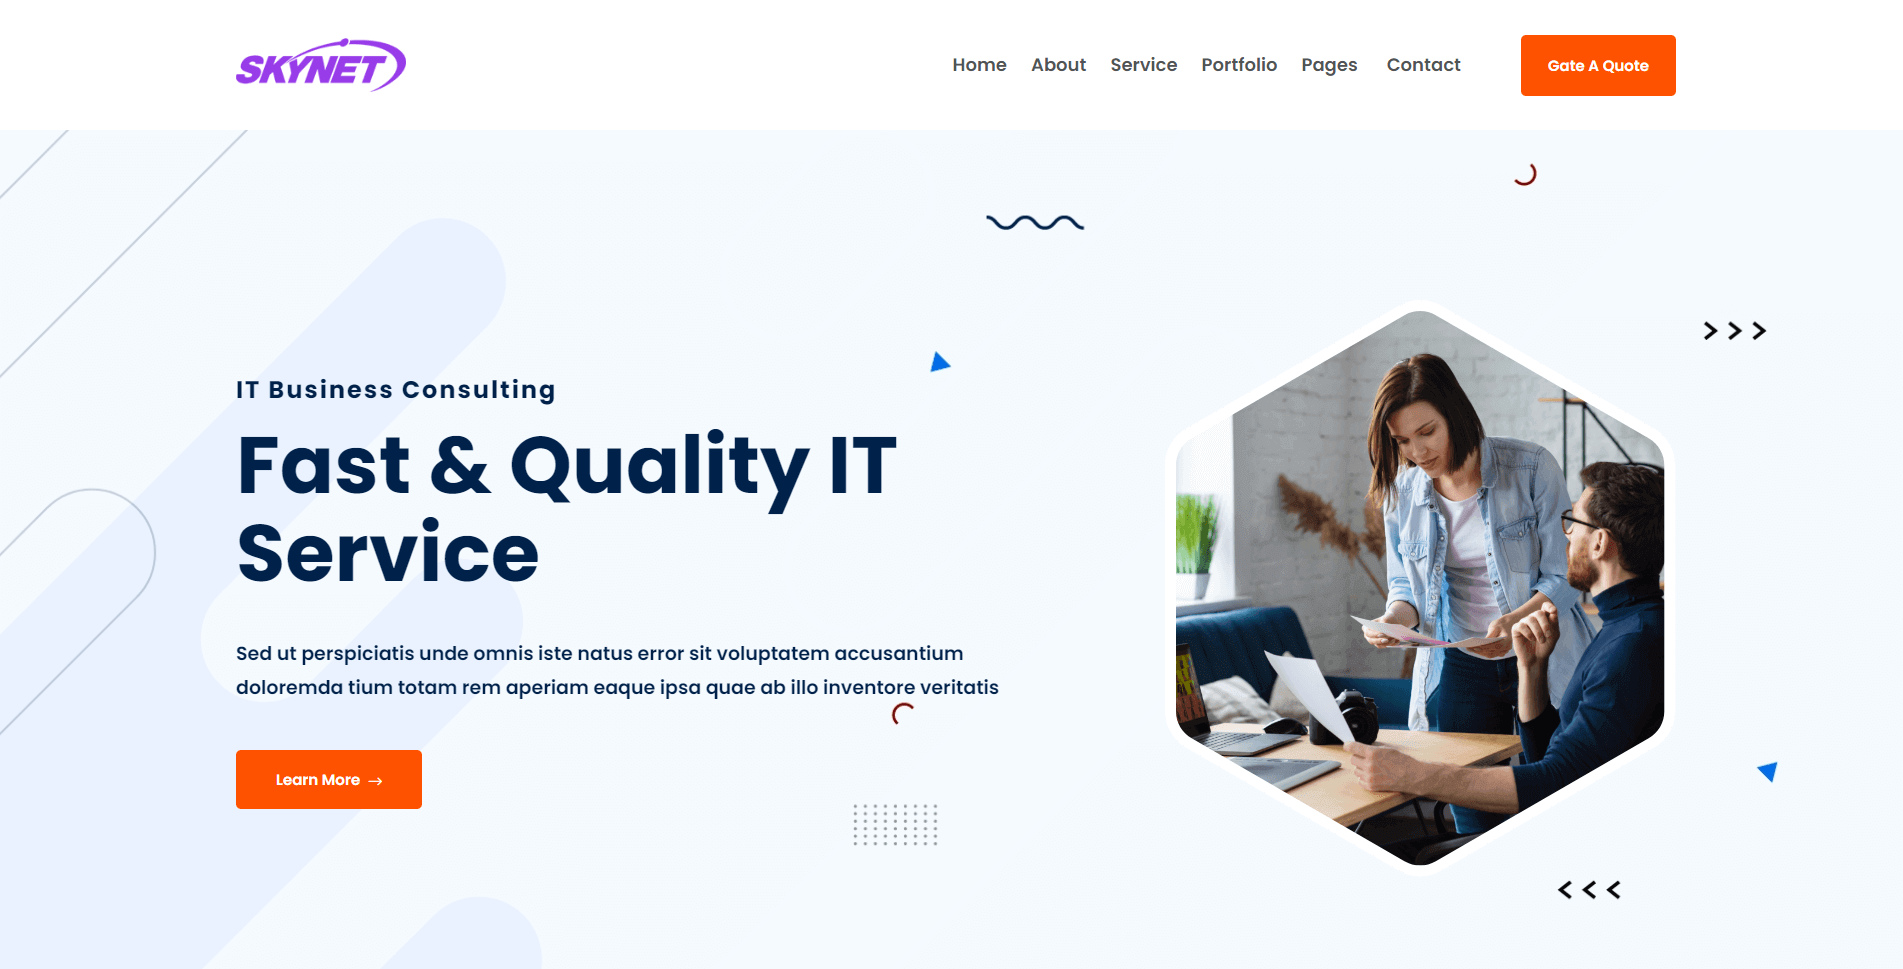 SKYNET
Home About Service Portfolio Pages Contact
Gate A Quote
IT Business Consulting
Fast & Quality IT
Service
Sed ut perspiciatis unde omnis iste natus error sit voluptatem accusantium
doloremda tium totam rem aperiam eaque ipsa quae ab illo inventore veritatis
Learn More →